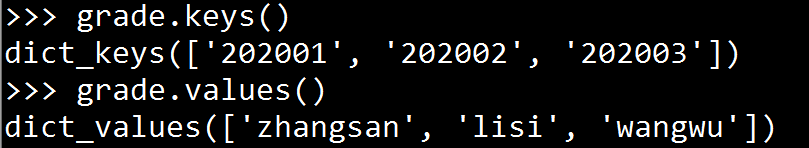 >>> grade.keys()
dict_keys(['202001', '202002', '202003'])
>>> grade.values()
dict_values(['zhangsan', 'lisi', 'wangwu'])